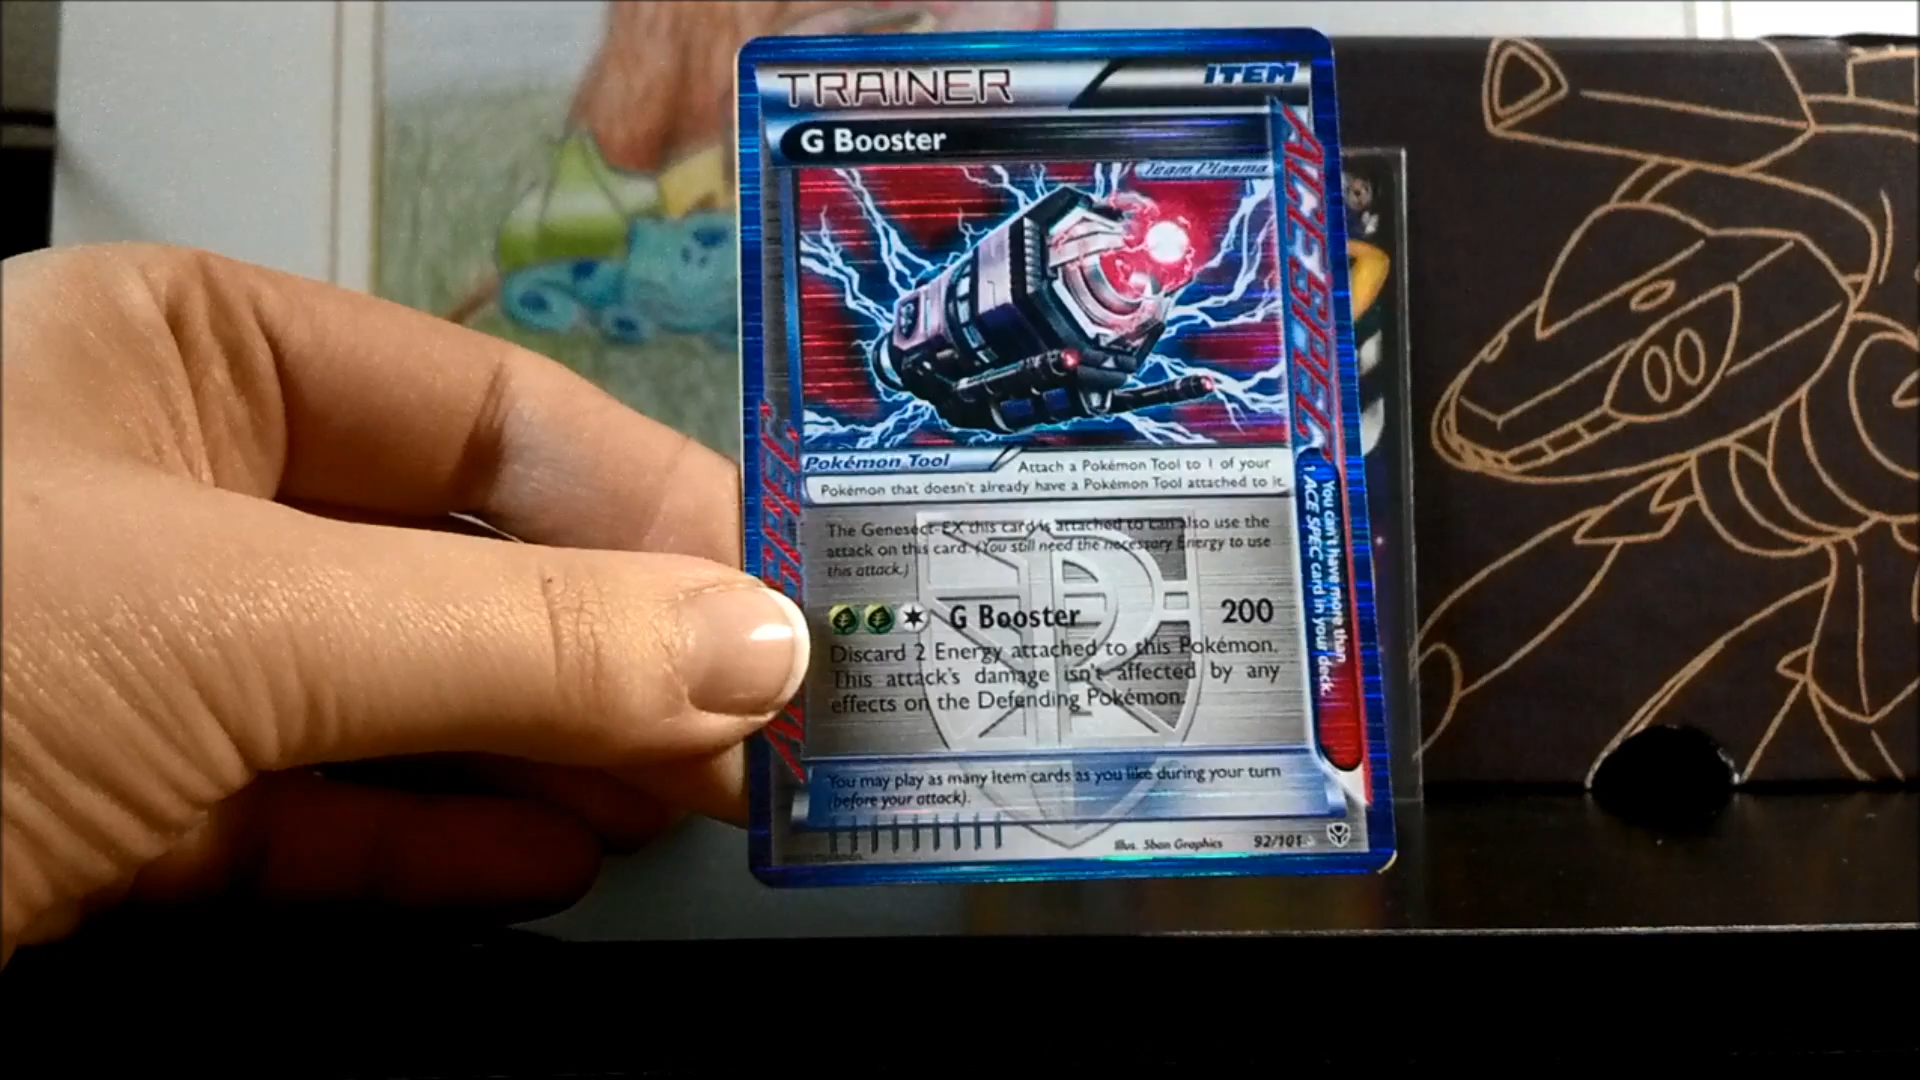 TRAINER
ITEM
G Booster
Team Plasma
ACE SPEC
Pokémon Tool
Attach a Pokémon Tool to 1 of your
Pokémon that doesn't already have a Pokémon Tool attached to it.
The Genesect-EX this card is attached to can also use the
attack on this card. (You still need the necessary Energy to use
this attack.)
G Booster 200
Discard 2 Energy attached to this Pokémon.
This attack's damage isn't affected by any
effects on the Defending Pokémon.
You can't have more than
1 ACE SPEC card in your deck.
ACE SPEC
You may play as many Item cards as you like during your turn
(before your attack).
Illus. 5ban Graphics
92/101